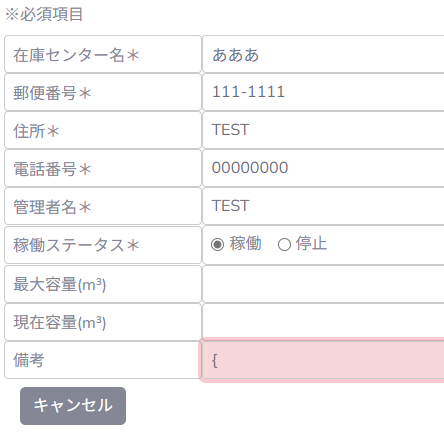 ※必須項目
在庫センター名＊ あああ
郵便番号＊ 111-1111
住所＊ TEST
電話番号＊ 00000000
管理者名＊ TEST
稼働ステータス＊ 稼働 停止
最大容量(m³)
現在容量(m³)
備考 {
キャンセル